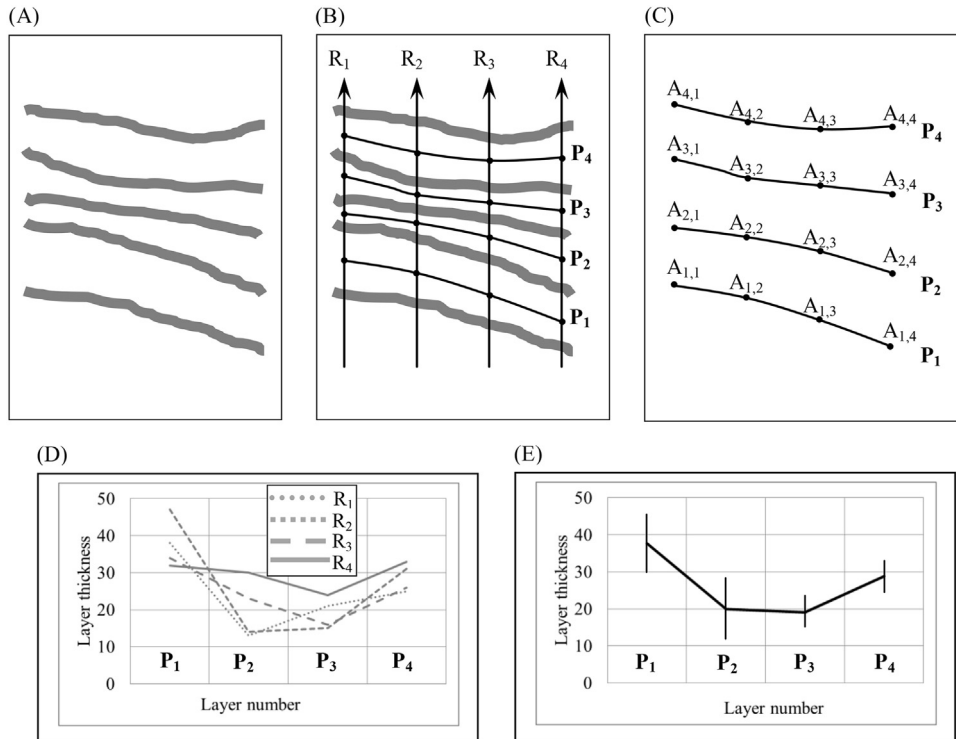 (A)
(B)
(C)
R₁ R₂ R₃ R₄
P₄
P₃
P₂
P₁
A₄,₁
A₄,₂ A₄,₃ A₄,₄ P₄
A₃,₁
A₃,₂ A₃,₃ A₃,₄
P₃
A₂,₁ A₂,₂ A₂,₃
A₂,₄
P₂
A₁,₁ A₁,₂
A₁,₃
A₁,₄
P₁
(D)
50
40
30
20
10
0
Layer thickness
R₁
R₂
R₃
R₄
P₁ P₂ P₃ P₄
Layer number
(E)
50
40
30
20
10
0
Layer thickness
P₁ P₂ P₃ P₄
Layer number